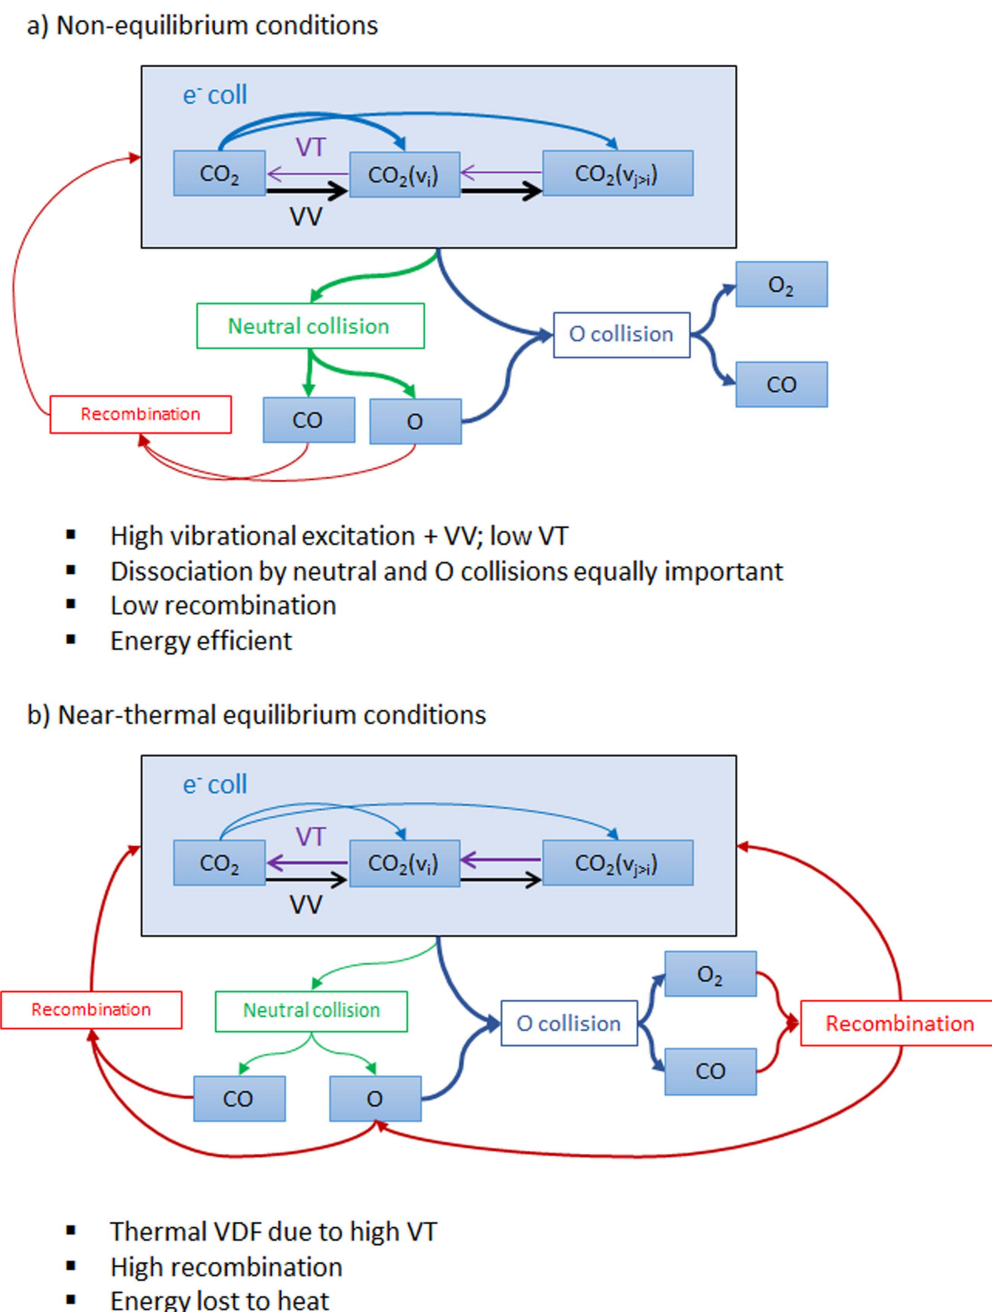 a) Non-equilibrium conditions
e⁻ coll
VT
CO₂
CO₂(vᵢ)
CO₂(vⱼ>ᵢ)
VV
O₂
Neutral collision
O collision
CO
Recombination
CO
O
▪ High vibrational excitation + VV; low VT
▪ Dissociation by neutral and O collisions equally important
▪ Low recombination
▪ Energy efficient
b) Near-thermal equilibrium conditions
e⁻ coll
VT
CO₂
CO₂(vᵢ)
CO₂(vⱼ>ᵢ)
VV
O₂
Recombination
Neutral collision
O collision
Recombination
CO
CO
O
▪ Thermal VDF due to high VT
▪ High recombination
▪ Energy lost to heat